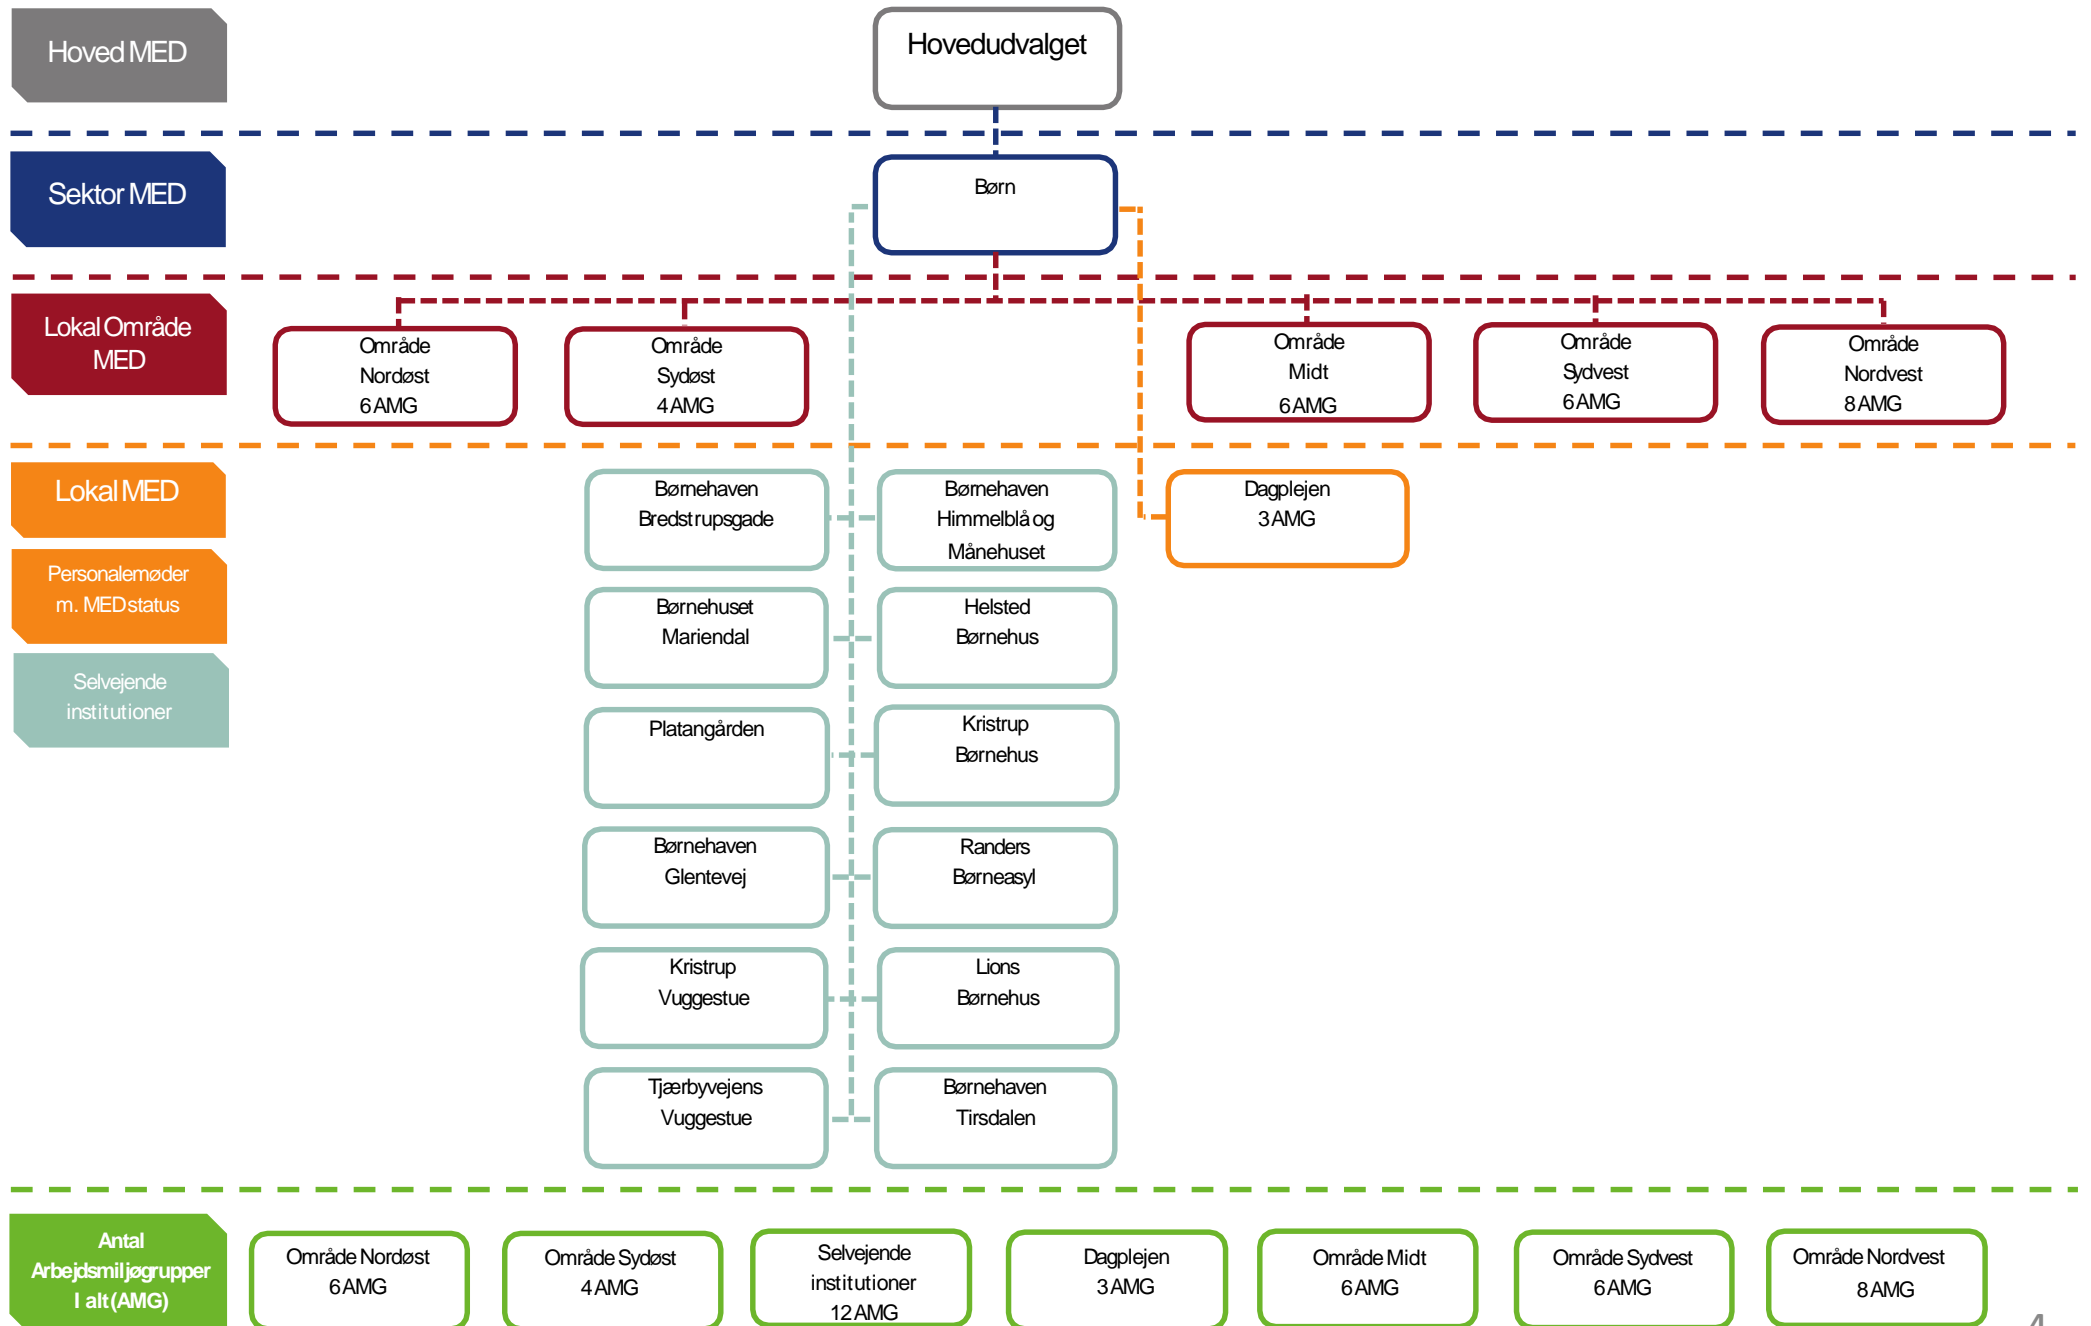 Hoved MED
Hovedudvalget
Sektor MED
Børn
Lokal Område
MED
Område
Nordøst
6 AMG
Område
Sydøst
4 AMG
Område
Midt
6 AMG
Område
Sydvest
6 AMG
Område
Nordvest
8 AMG
Lokal MED
Personalemøder
m. MED status
Selvejende
institutioner
Børnehaven
Bredstrupsgade
Børnehaven
Himmelblå og
Månehuset
Dagplejen
3 AMG
Børnehuset
Mariendal
Helsted
Børnehus
Platangården
Kristrup
Børnehus
Børnehaven
Glentevej
Randers
Børneasyl
Kristrup
Vuggestue
Lions
Børnehus
Tjærbyvejens
Vuggestue
Børnehaven
Tirsdalen
Antal
Arbejdsmiljøgrupper
I alt (AMG)
Område Nordøst
6 AMG
Område Sydøst
4 AMG
Selvejende
institutioner
12 AMG
Dagplejen
3 AMG
Område Midt
6 AMG
Område Sydvest
6 AMG
Område Nordvest
8 AMG
4